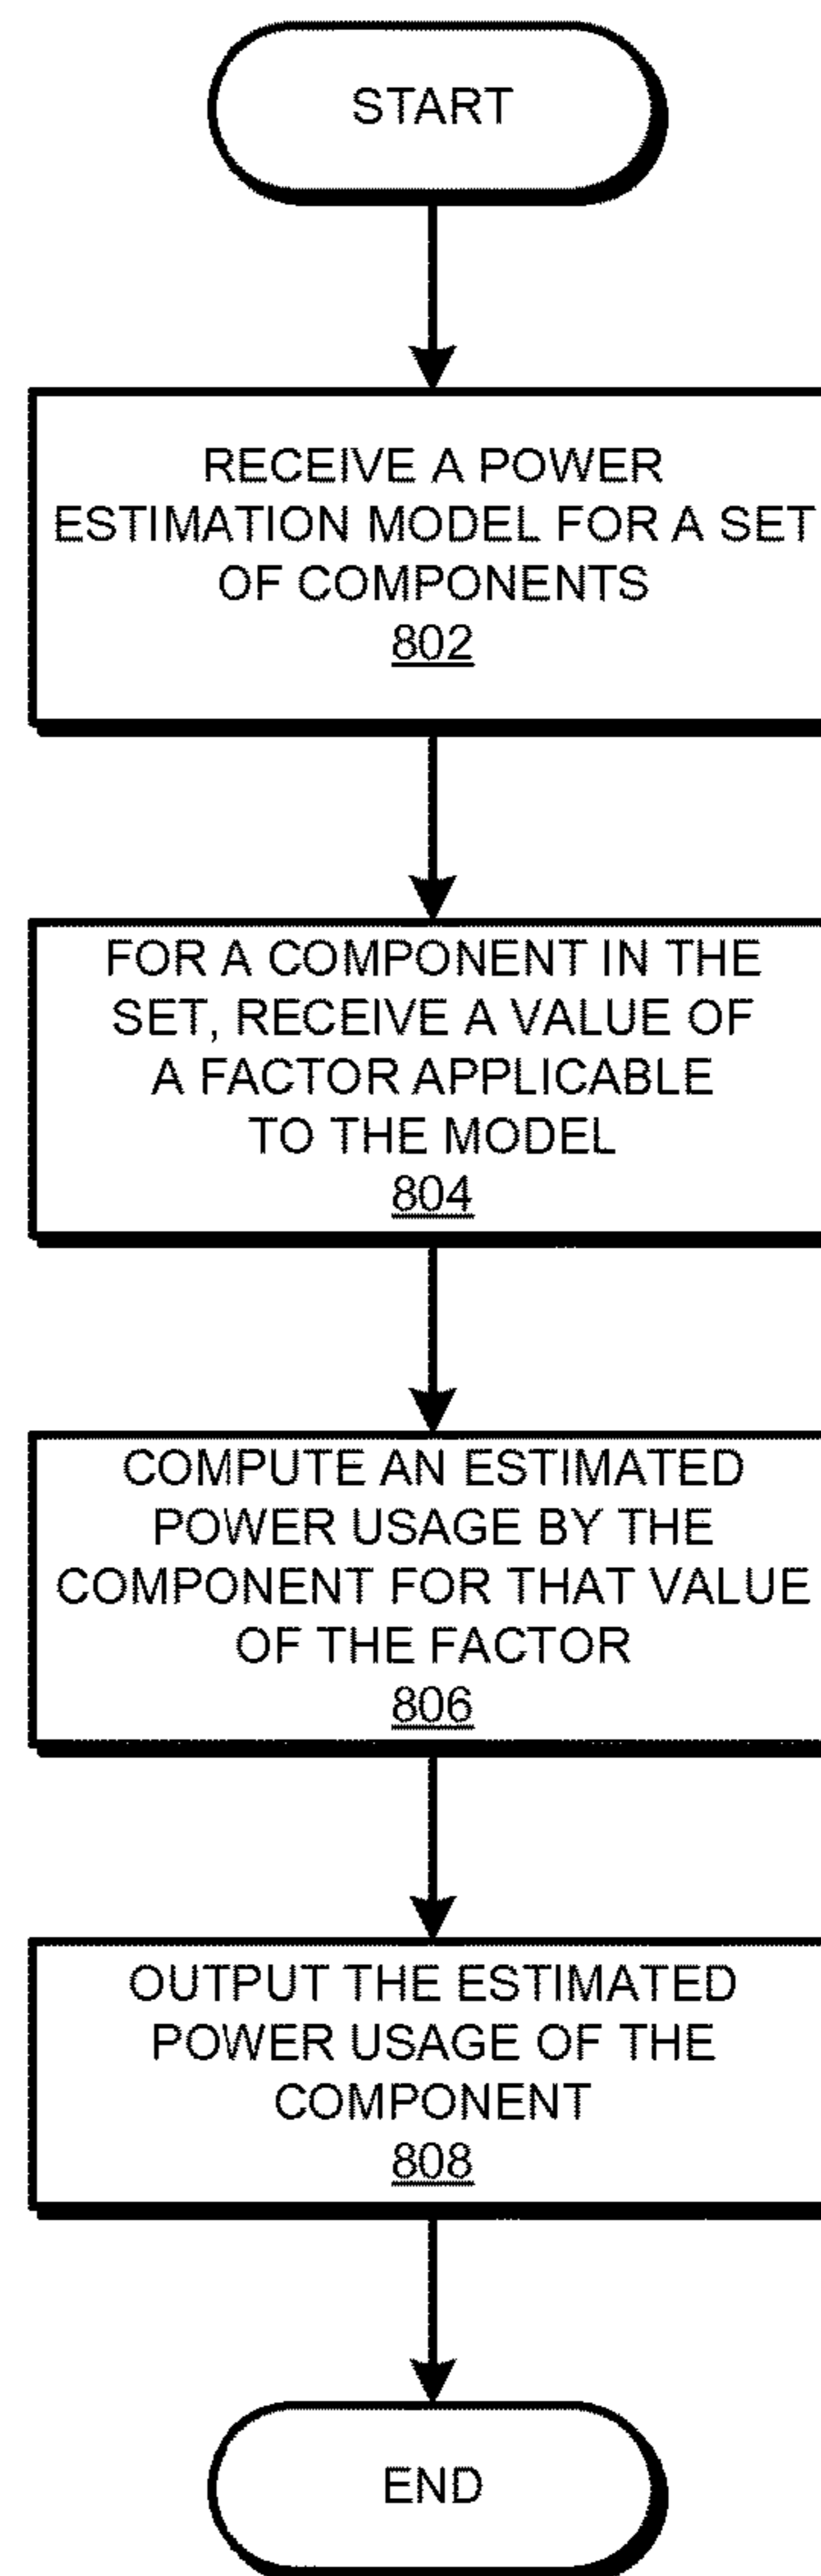 START
RECEIVE A POWER
ESTIMATION MODEL FOR A SET
OF COMPONENTS
802
FOR A COMPONENT IN THE
SET, RECEIVE A VALUE OF
A FACTOR APPLICABLE
TO THE MODEL
804
COMPUTE AN ESTIMATED
POWER USAGE BY THE
COMPONENT FOR THAT VALUE
OF THE FACTOR
806
OUTPUT THE ESTIMATED
POWER USAGE OF THE
COMPONENT
808
END